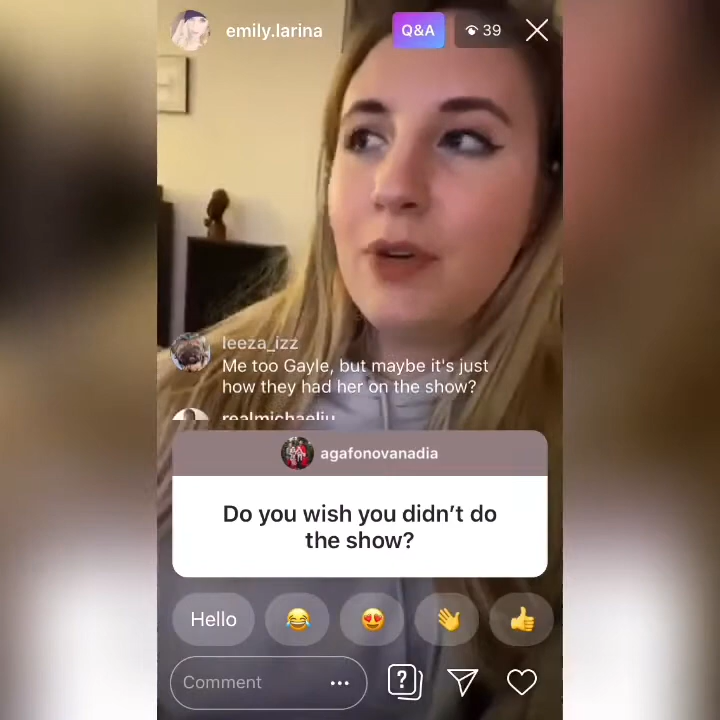 emily.larina
Q&A
39
leeza_izz
Me too Gayle, but maybe it's just
how they had her on the show?
realmichaelju
agafonovanadia
Do you wish you didn’t do
the show?
Hello
Comment